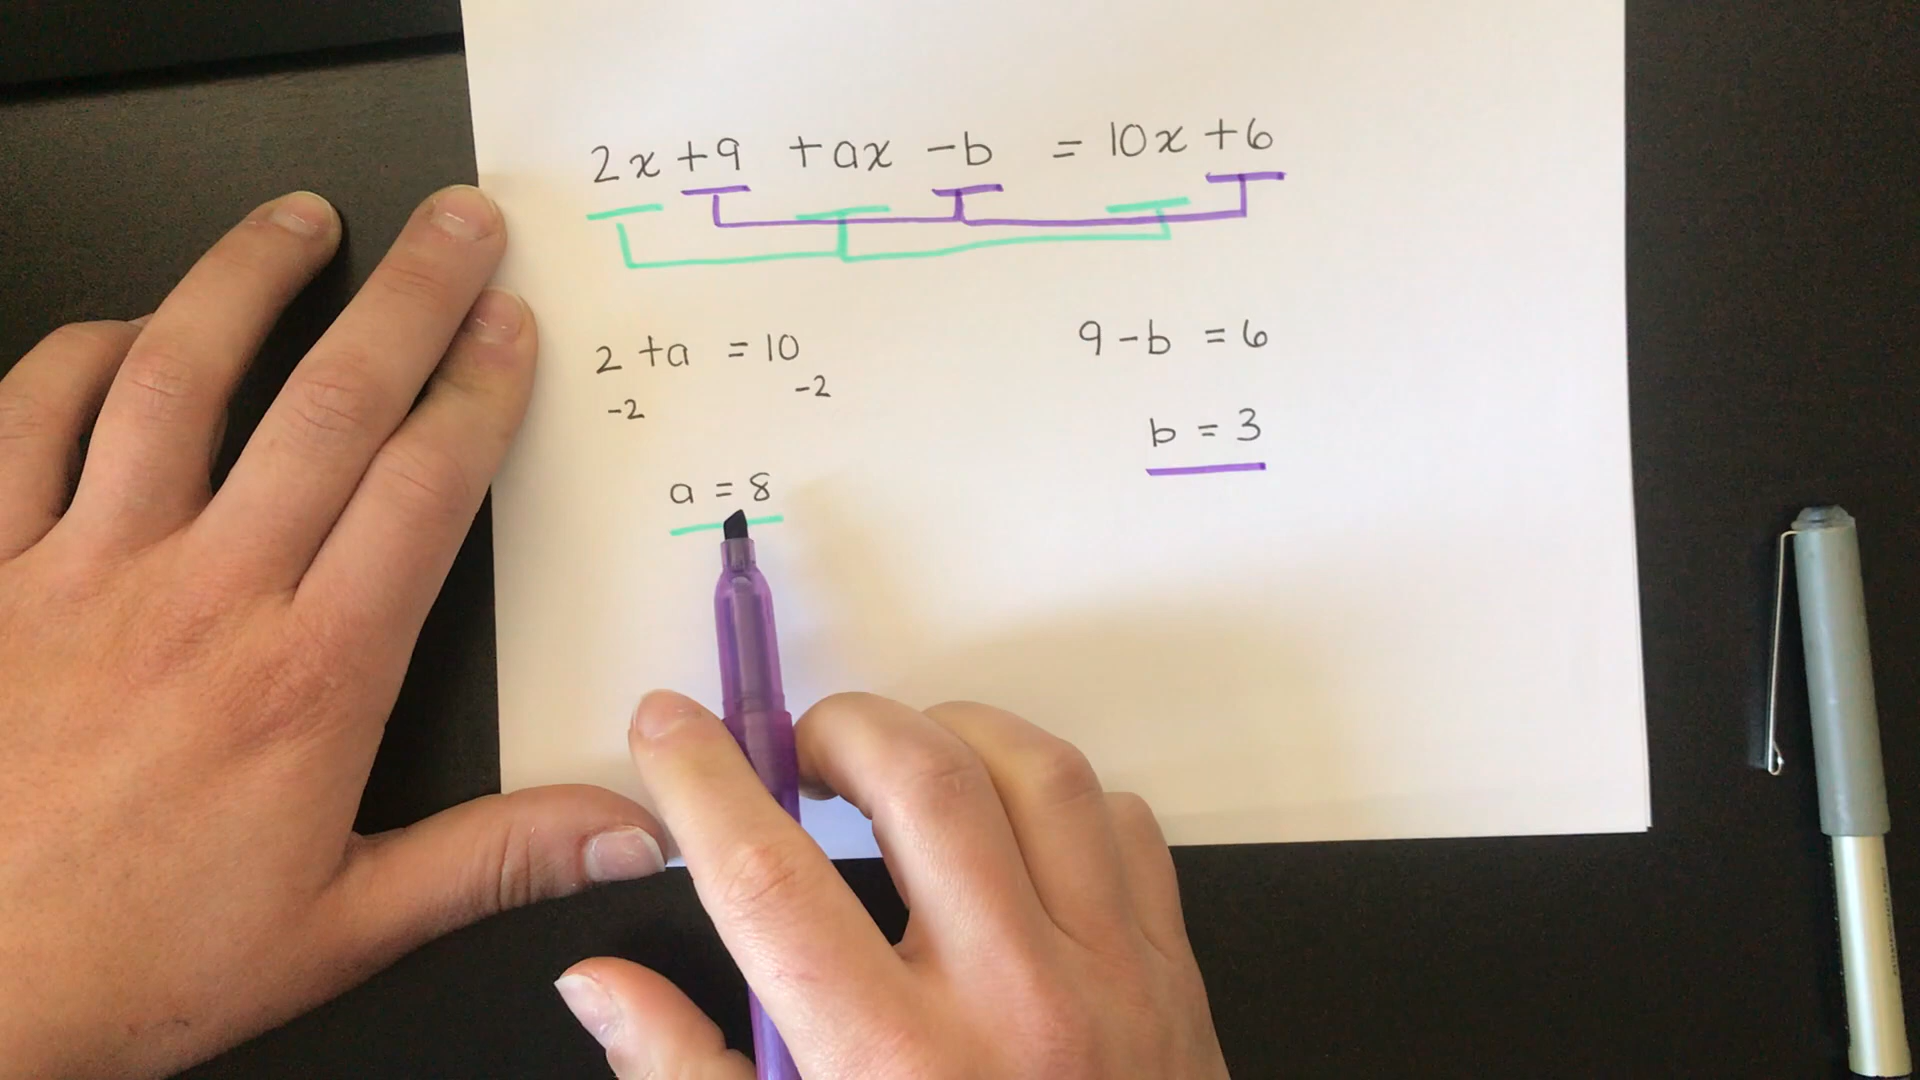 2x +9 +ax -b = 10x +6
2 +a = 10
-2 -2
a = 8
9 -b = 6
b = 3